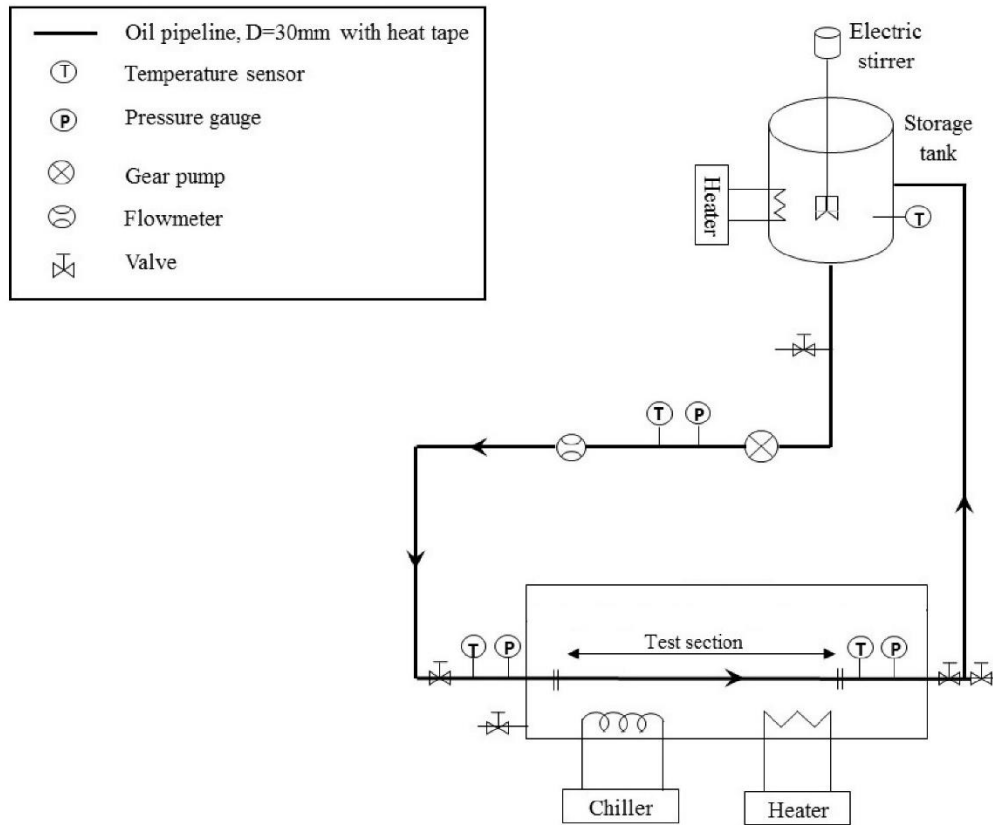 Oil pipeline, D=30mm with heat tape
T
Temperature sensor
P
Pressure gauge
Gear pump
Flowmeter
Valve
Electric
stirrer
Storage
tank
Heater
T
T
P
T
P
Test section
T
P
Chiller
Heater